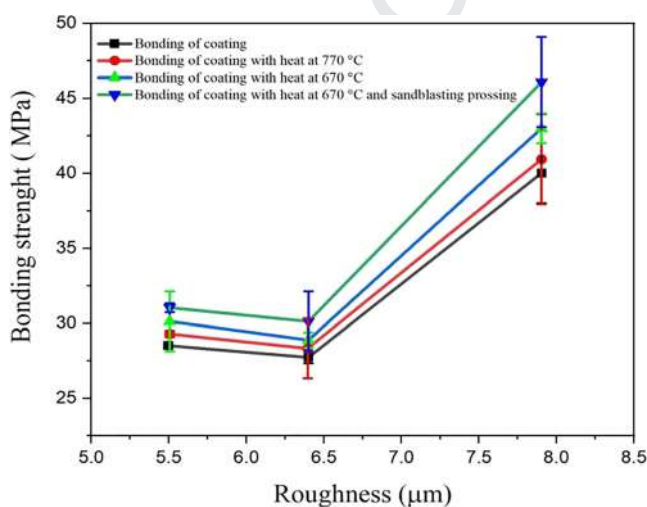 50
45
40
35
30
25
Bonding strenght ( MPa)
Bonding of coating
Bonding of coating with heat at 770 °C
Bonding of coating with heat at 670 °C
Bonding of coating with heat at 670 °C and sandblasting prossing
5.0 5.5 6.0 6.5 7.0 7.5 8.0 8.5
Roughness (μm)